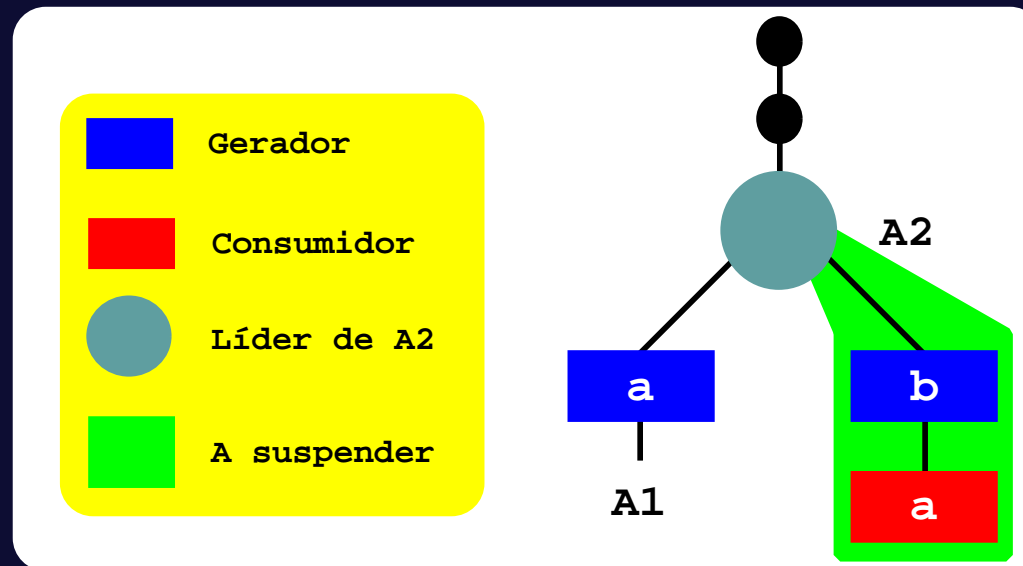 Gerador
Consumidor
Líder de A2
A suspender
A2
a
b
A1
a